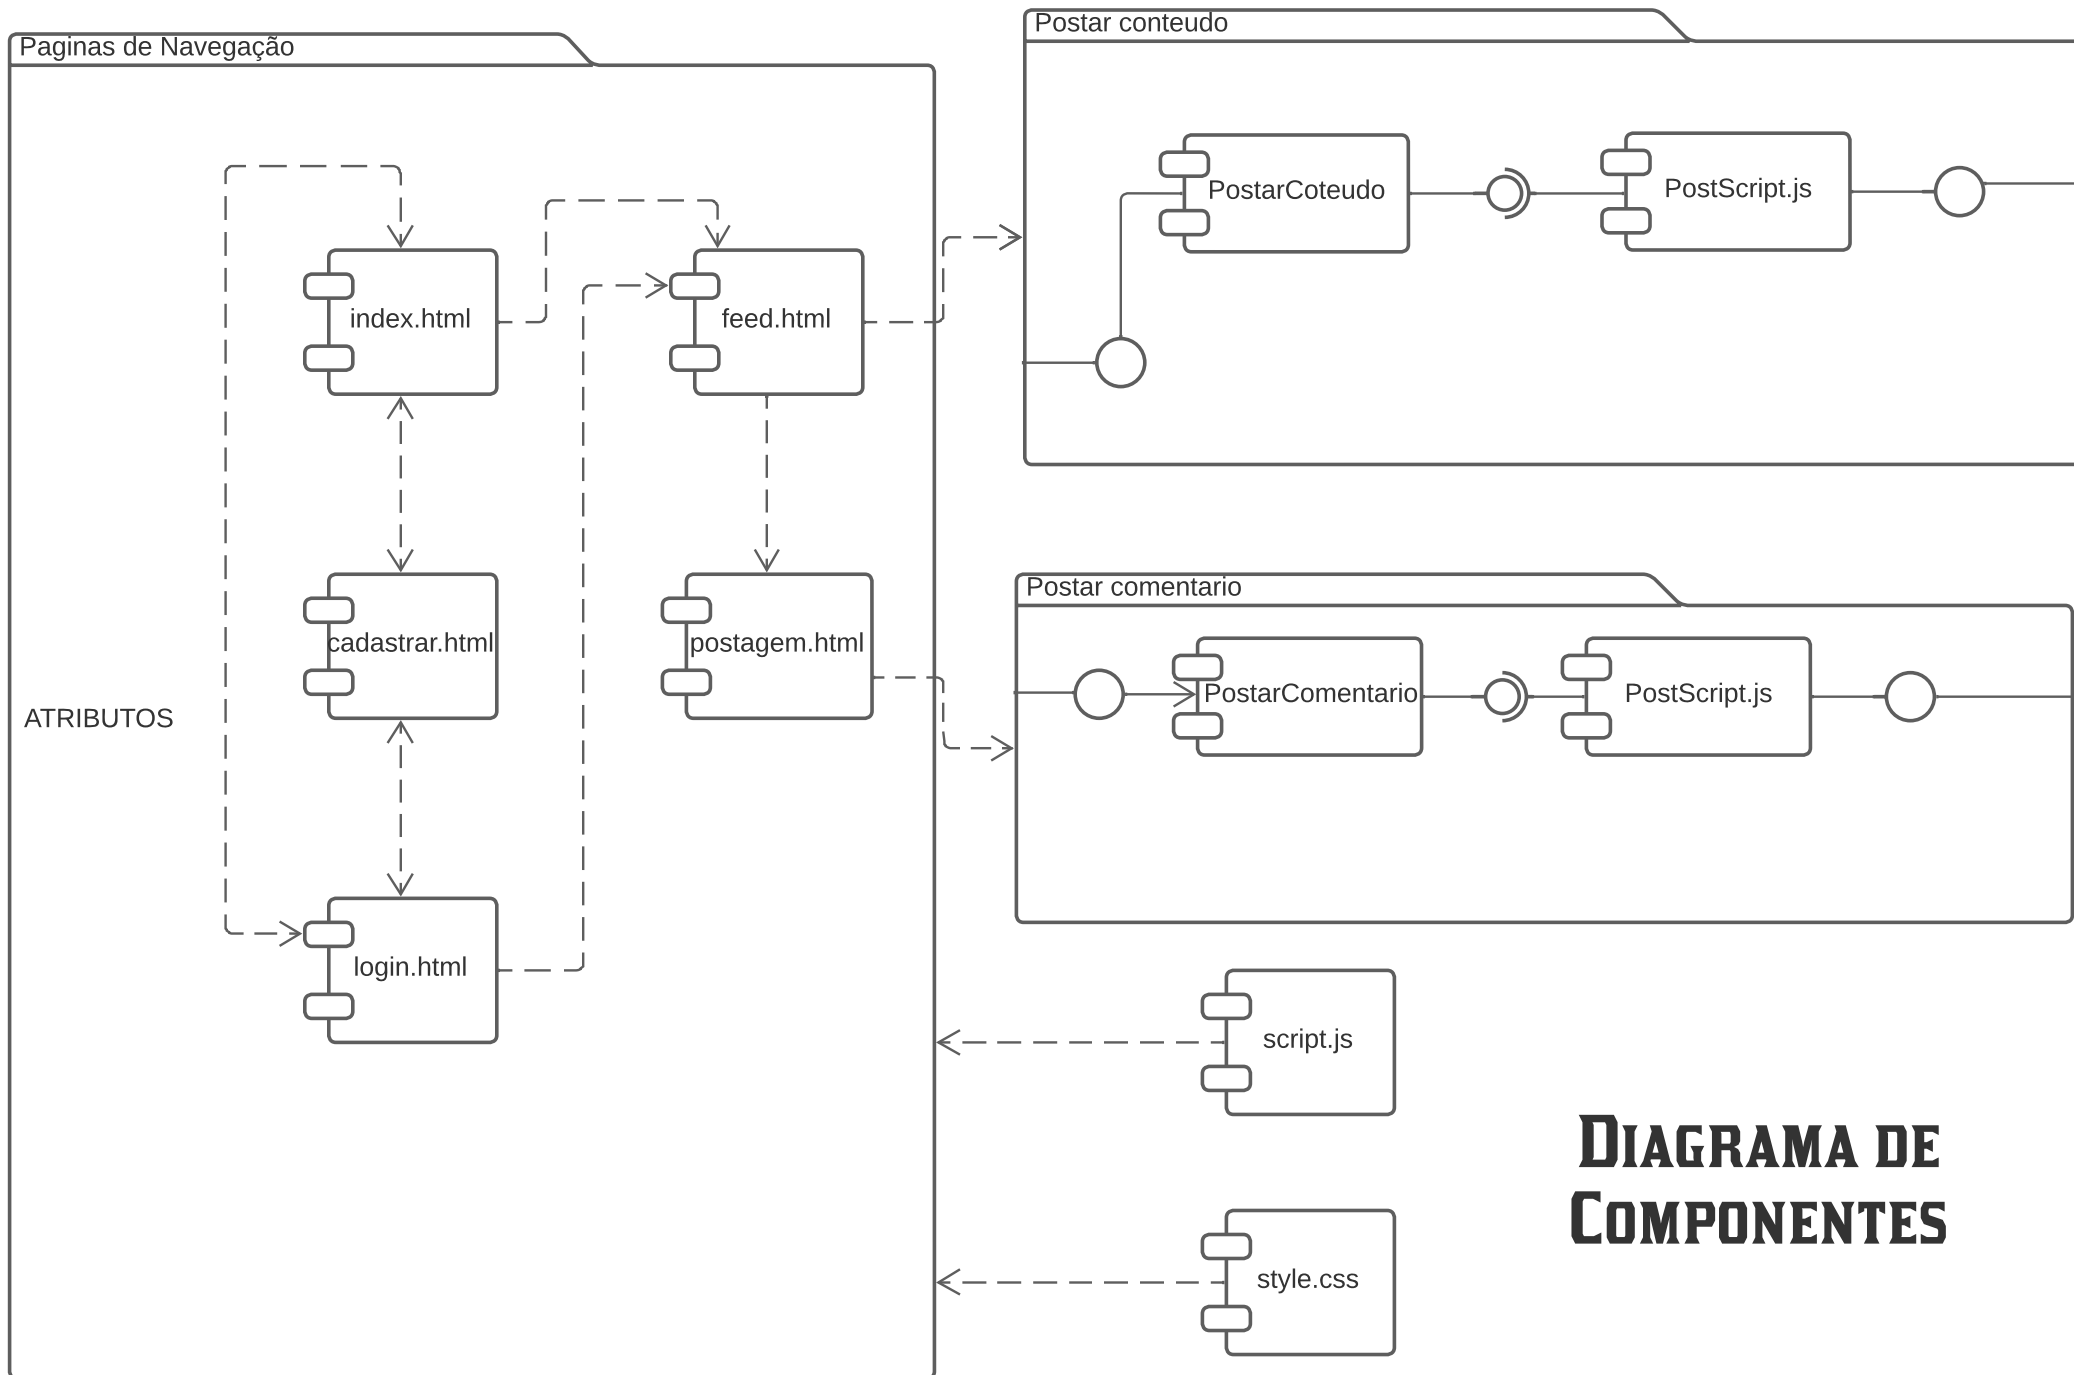 Paginas de Navegação
index.html
feed.html
cadastrar.html
postagem.html
ATRIBUTOS
login.html
Postar conteudo
PostarCoteudo
PostScript.js
Postar comentario
PostarComentario
PostScript.js
script.js
style.css
DIAGRAMA DE
COMPONENTES